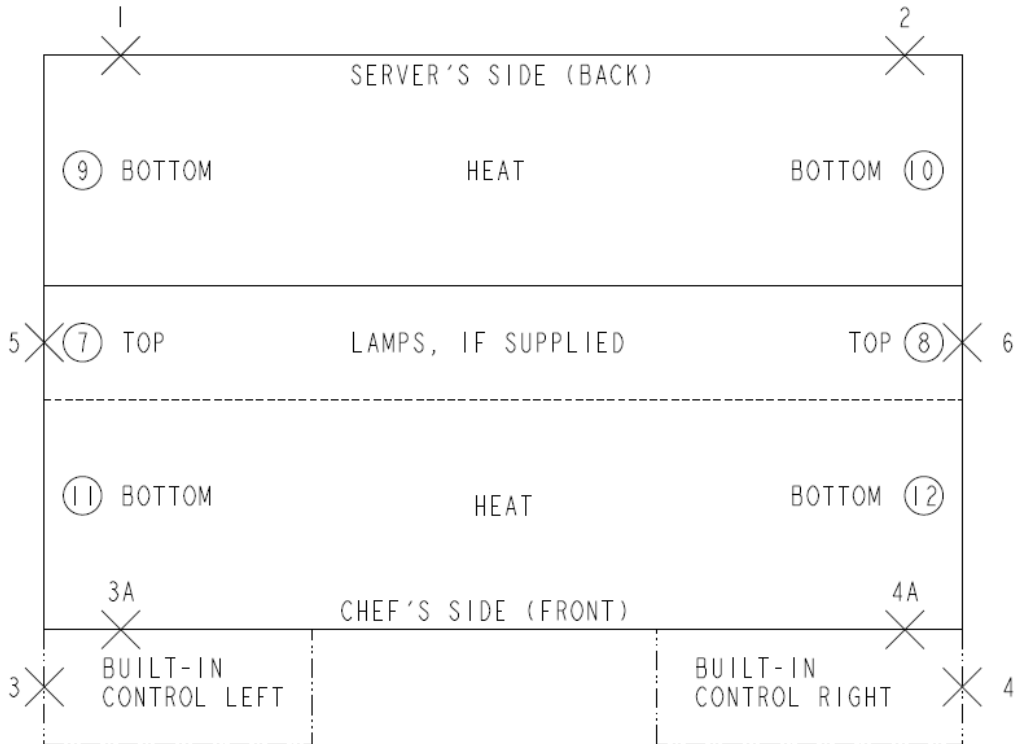 1 2
SERVER'S SIDE (BACK)
9 BOTTOM HEAT BOTTOM 10
5 7 TOP LAMPS, IF SUPPLIED TOP 8 6
11 BOTTOM HEAT BOTTOM 12
3A 4A
CHEF'S SIDE (FRONT)
3 BUILT-IN CONTROL LEFT BUILT-IN CONTROL RIGHT 4